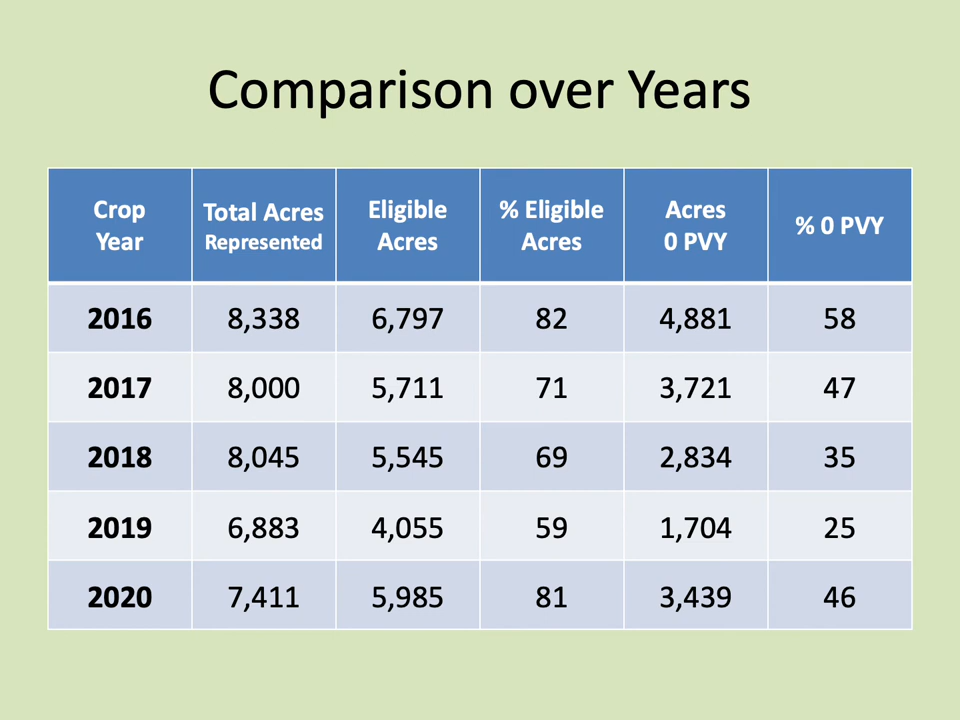 Comparison over Years
Crop Year Total Acres Represented Eligible Acres % Eligible Acres Acres 0 PVY % 0 PVY
2016 8,338 6,797 82 4,881 58
2017 8,000 5,711 71 3,721 47
2018 8,045 5,545 69 2,834 35
2019 6,883 4,055 59 1,704 25
2020 7,411 5,985 81 3,439 46